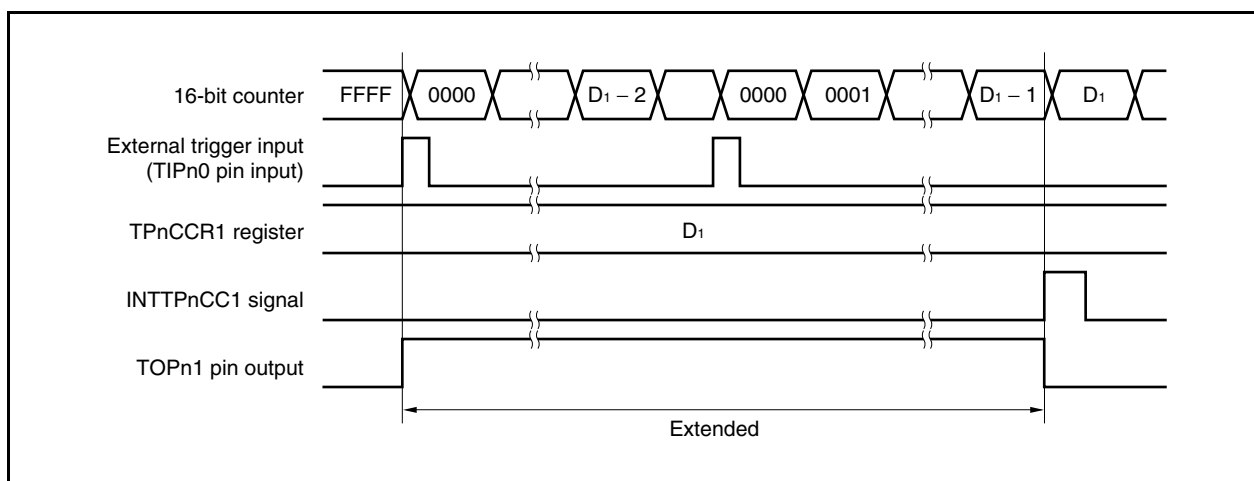 16-bit counter FFFF 0000 D1 – 2 0000 0001 D1 – 1 D1
External trigger input
(TIPn0 pin input)
TPnCCR1 register D1
INTTPnCC1 signal
TOPn1 pin output
Extended